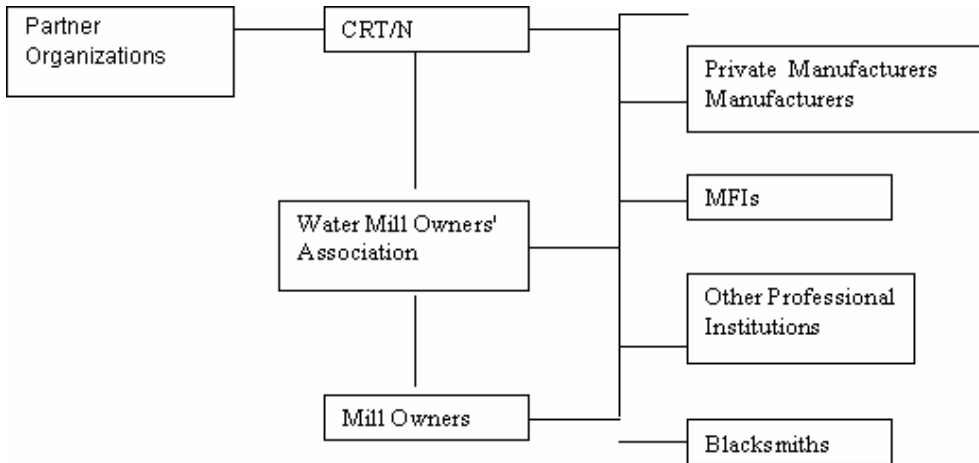 Partner
Organizations
CRT/N
Private Manufacturers
Manufacturers
MFIs
Water Mill Owners'
Association
Other Professional
Institutions
Mill Owners
Blacksmiths